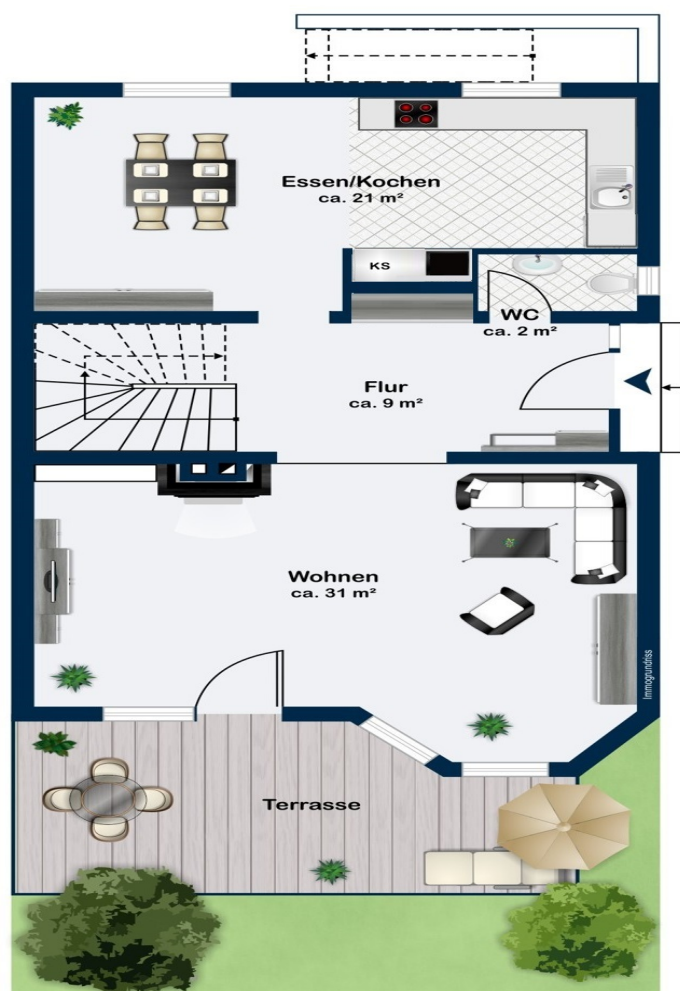 Essen/Kochen
ca. 21 m²
KS
WC
ca. 2 m²
Flur
ca. 9 m²
Wohnen
ca. 31 m²
Immogrundriss
Terrasse